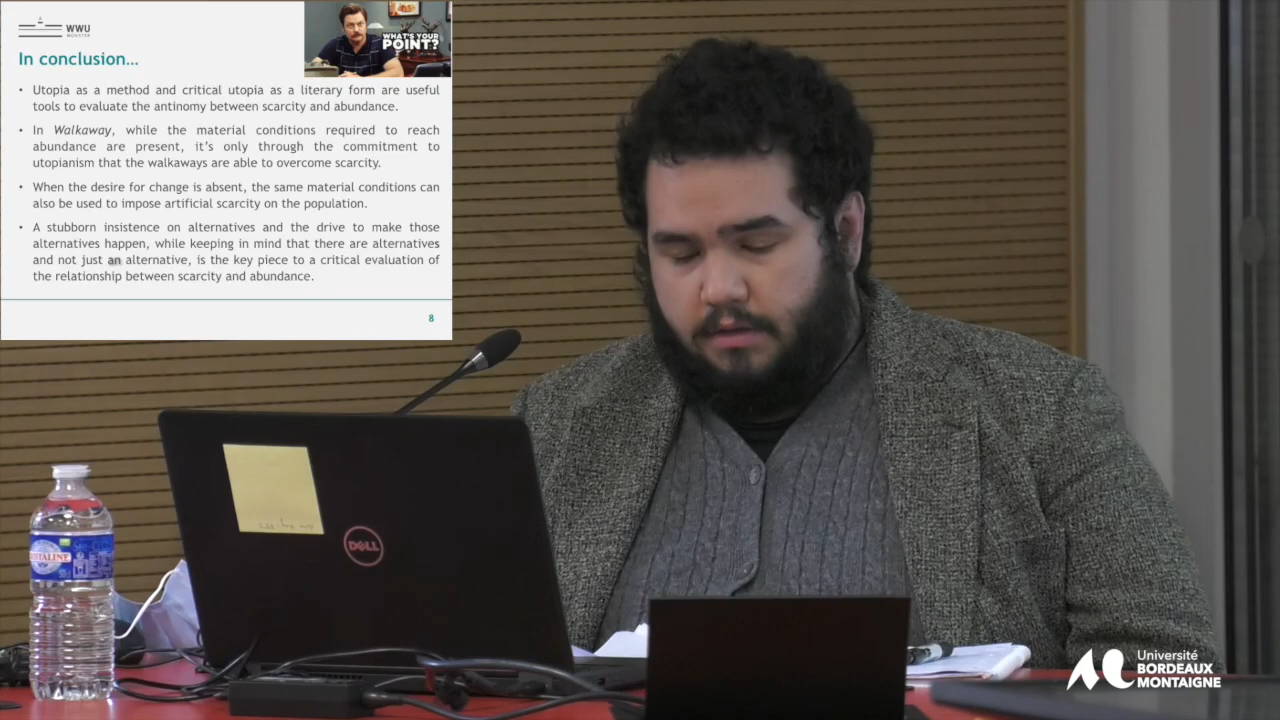 WWU
MÜNSTER
WHAT'S YOUR
POINT?
In conclusion...
• Utopia as a method and critical utopia as a literary form are useful
tools to evaluate the antinomy between scarcity and abundance.
• In Walkaway, while the material conditions required to reach
abundance are present, it's only through the commitment to
utopianism that the walkaways are able to overcome scarcity.
• When the desire for change is absent, the same material conditions can
also be used to impose artificial scarcity on the population.
• A stubborn insistence on alternatives and the drive to make those
alternatives happen, while keeping in mind that there are alternatives
and not just an alternative, is the key piece to a critical evaluation of
the relationship between scarcity and abundance.
8
DELL
Université
BORDEAUX
MONTAIGNE